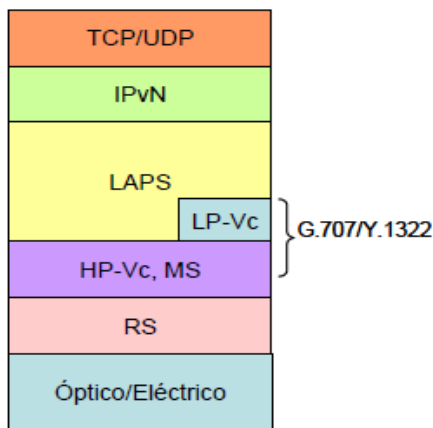 TCP/UDP
IPvN
LAPS
LP-Vc
G.707/Y.1322
HP-Vc, MS
RS
Óptico/Eléctrico